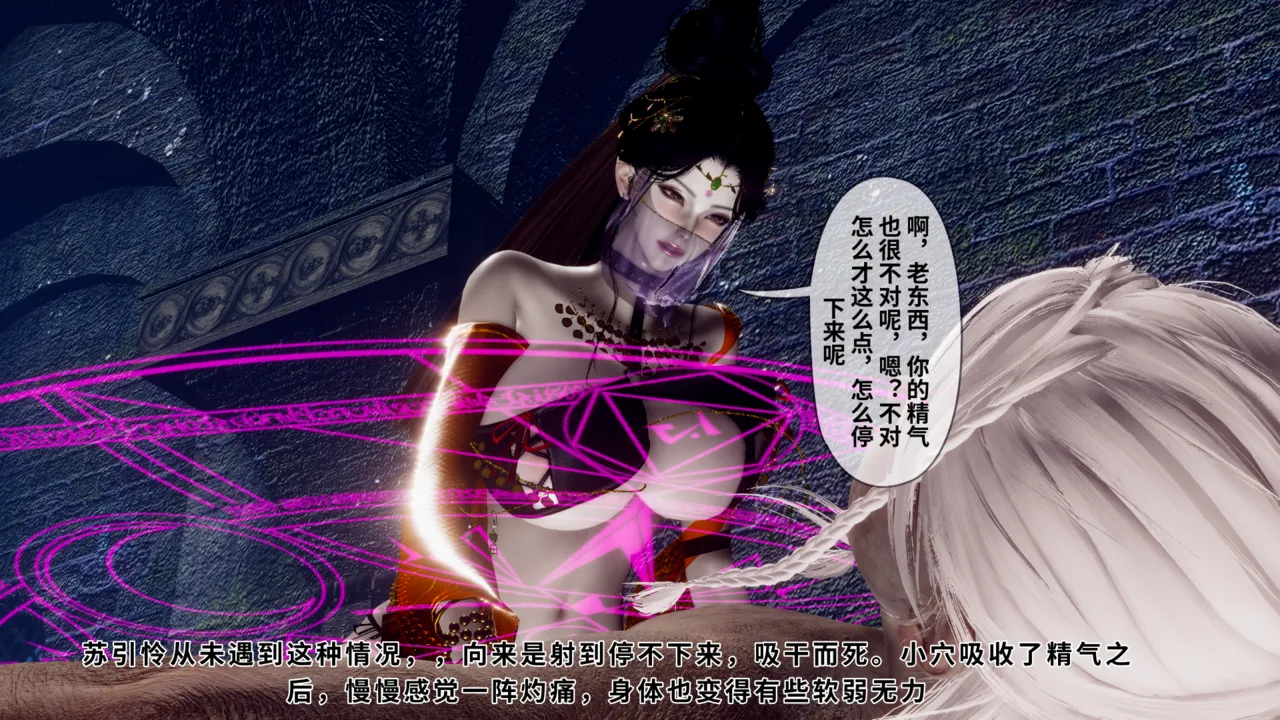 啊，老东西，你的精气
也很不对呢，嗯？不对
怎么才这么点，怎么停
下来呢
苏引怜从未遇到这种情况，，向来是射到停不下来，吸干而死。小穴吸收了精气之
后，慢慢感觉一阵灼痛，身体也变得有些软弱无力